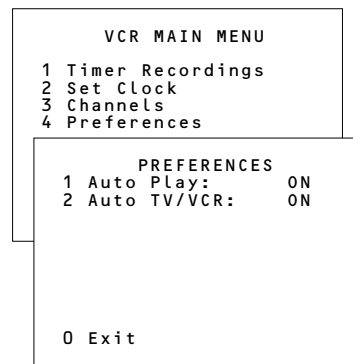 VCR MAIN MENU
1 Timer Recordings
2 Set Clock
3 Channels
4 Preferences
PREFERENCES
1 Auto Play: ON
2 Auto TV/VCR: ON
0 Exit